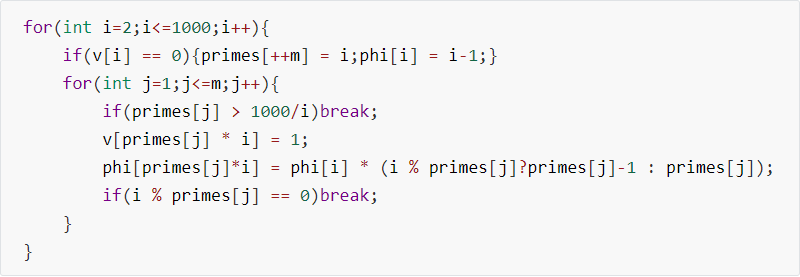 for(int i=2;i<=1000;i++){
    if(v[i] == 0){primes[++m] = i;phi[i] = i-1;}
    for(int j=1;j<=m;j++){
        if(primes[j] > 1000/i)break;
        v[primes[j] * i] = 1;
        phi[primes[j]*i] = phi[i] * (i % primes[j]?primes[j]-1 : primes[j]);
        if(i % primes[j] == 0)break;
    }
}